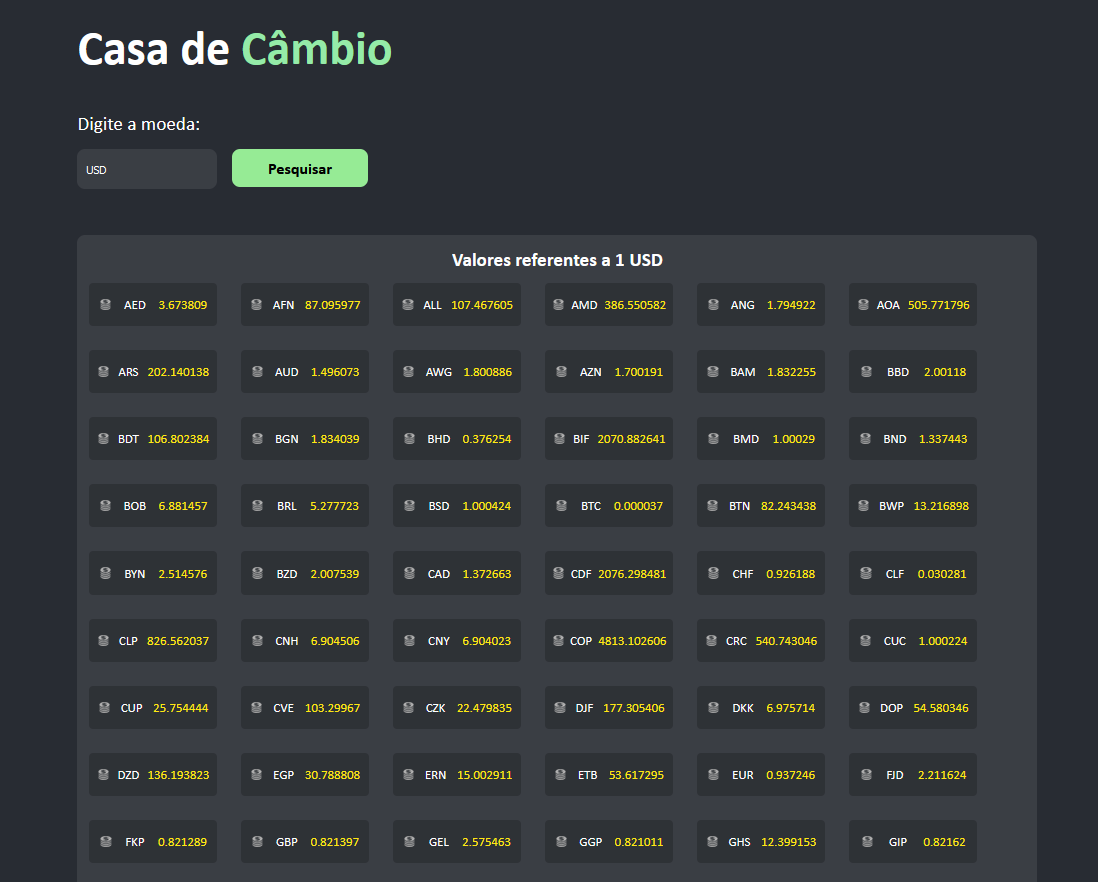 Casa de Câmbio
Digite a moeda:
USD Pesquisar
Valores referentes a 1 USD
AED 3.673809 AFN 87.095977 ALL 107.467605 AMD 386.550582 ANG 1.794922 AOA 505.771796
ARS 202.140138 AUD 1.496073 AWG 1.800886 AZN 1.700191 BAM 1.832255 BBD 2.00118
BDT 106.802384 BGN 1.834039 BHD 0.376254 BIF 2070.882641 BMD 1.00029 BND 1.337443
BOB 6.881457 BRL 5.277723 BSD 1.000424 BTC 0.000037 BTN 82.243438 BWP 13.216898
BYN 2.514576 BZD 2.007539 CAD 1.372663 CDF 2076.298481 CHF 0.926188 CLF 0.030281
CLP 826.562037 CNH 6.904506 CNY 6.904023 COP 4813.102606 CRC 540.743046 CUC 1.000224
CUP 25.754444 CVE 103.29967 CZK 22.479835 DJF 177.305406 DKK 6.975714 DOP 54.580346
DZD 136.193823 EGP 30.788808 ERN 15.002911 ETB 53.617295 EUR 0.937246 FJD 2.211624
FKP 0.821289 GBP 0.821397 GEL 2.575463 GGP 0.821011 GHS 12.399153 GIP 0.82162